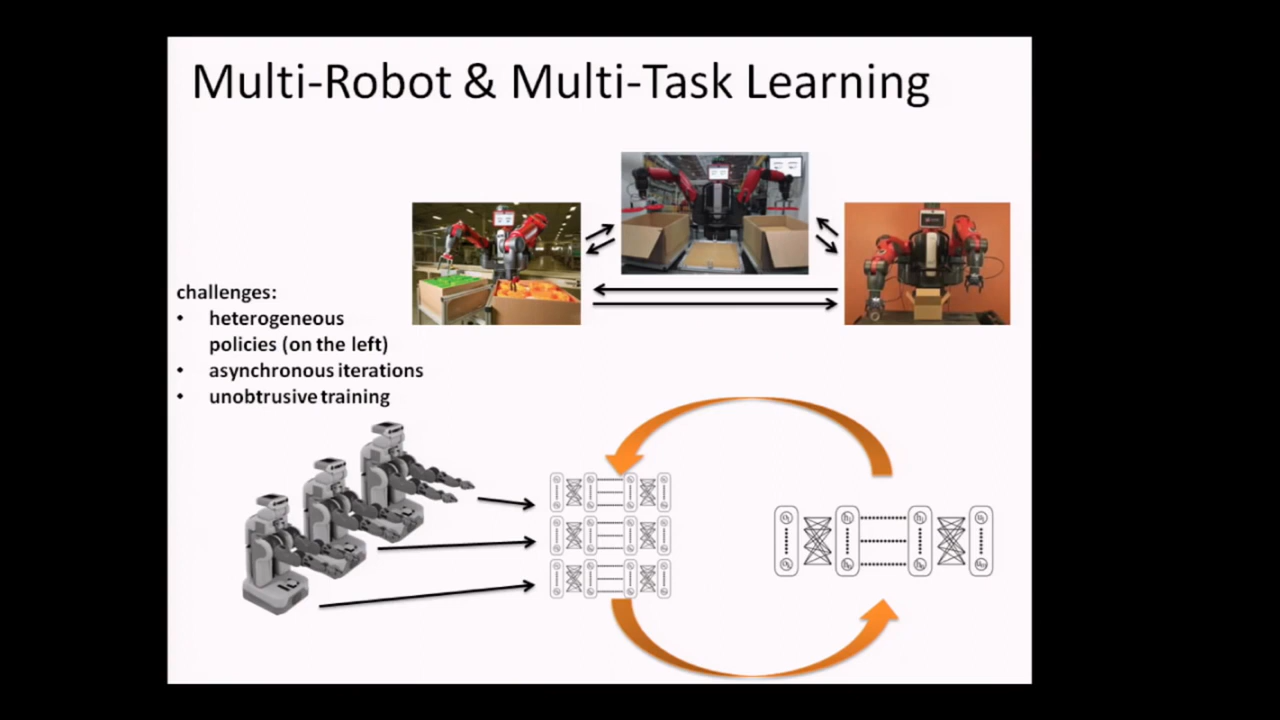 Multi-Robot & Multi-Task Learning
challenges:
• heterogeneous
policies (on the left)
• asynchronous iterations
• unobtrusive training